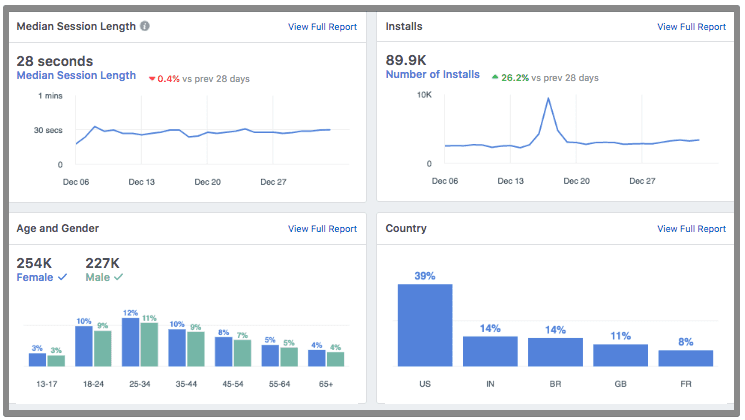 Median Session Length
View Full Report
28 seconds
Median Session Length
0.4% vs prev 28 days
1 mins
30 secs
0
Dec 06 Dec 13 Dec 20 Dec 27
Installs
View Full Report
89.9K
Number of Installs
26.2% vs prev 28 days
10K
0
Dec 06 Dec 13 Dec 20 Dec 27
Age and Gender
View Full Report
254K 227K
Female Male
3% 3% 10% 9% 12% 11% 10% 9% 8% 7% 5% 5% 4% 4%
13-17 18-24 25-34 35-44 45-54 55-64 65+
Country
View Full Report
39% 14% 14% 11% 8%
US IN BR GB FR